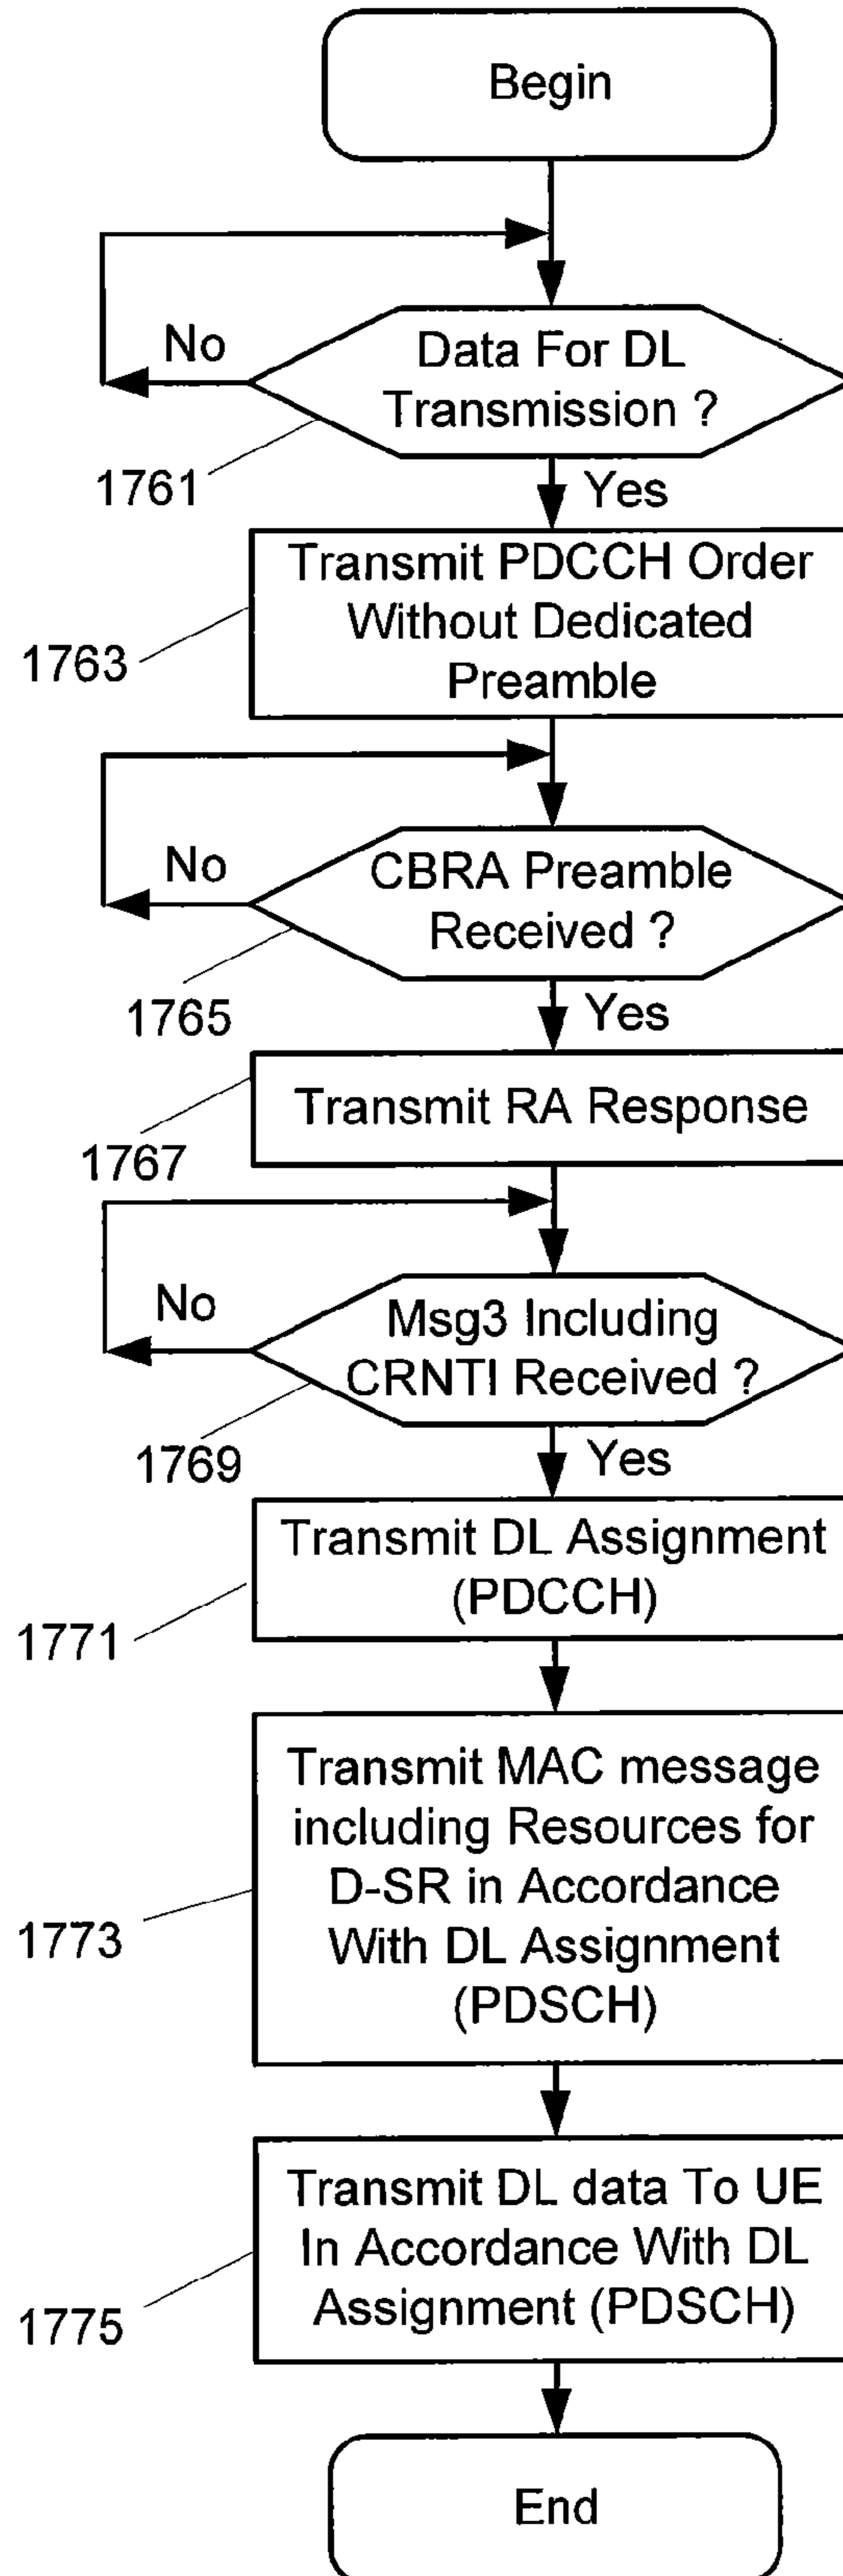 Begin
No
Data For DL
Transmission ?
1761
Yes
Transmit PDCCH Order
Without Dedicated
Preamble
1763
No
CBRA Preamble
Received ?
1765
Yes
Transmit RA Response
1767
No
Msg3 Including
CRNTI Received ?
1769
Yes
Transmit DL Assignment
(PDCCH)
1771
Transmit MAC message
including Resources for
D-SR in Accordance
With DL Assignment
(PDSCH)
1773
Transmit DL data To UE
In Accordance With DL
Assignment (PDSCH)
1775
End